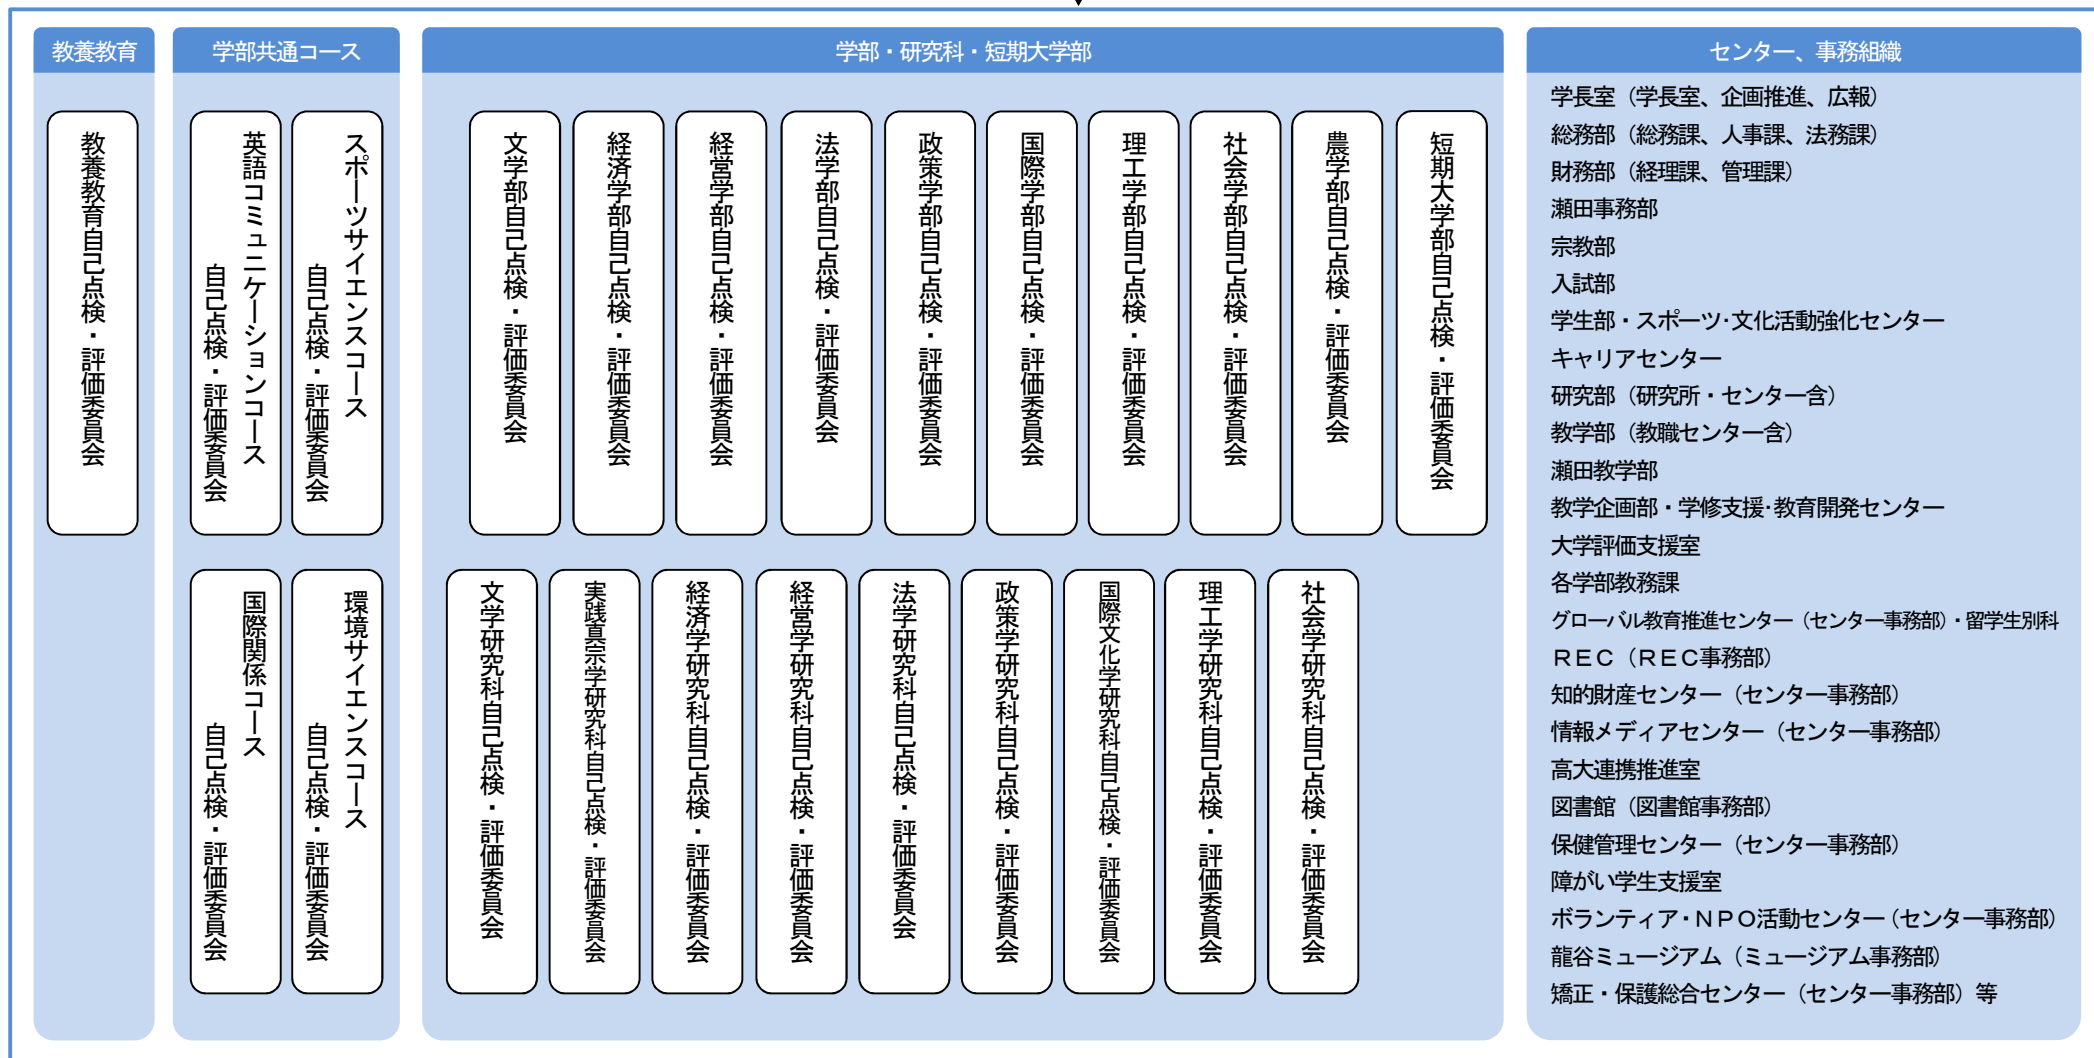 教養教育
教養教育自己点検・評価委員会
学部共通コース
英語コミュニケーションコース
自己点検・評価委員会
スポーツサイエンスコース
自己点検・評価委員会
国際関係コース
自己点検・評価委員会
環境サイエンスコース
自己点検・評価委員会
学部・研究科・短期大学部
文学部自己点検・評価委員会
経済学部自己点検・評価委員会
経営学部自己点検・評価委員会
法学部自己点検・評価委員会
政策学部自己点検・評価委員会
国際学部自己点検・評価委員会
理工学部自己点検・評価委員会
社会学部自己点検・評価委員会
農学部自己点検・評価委員会
短期大学部自己点検・評価委員会
文学研究科自己点検・評価委員会
実践真宗学研究科自己点検・評価委員会
経済学研究科自己点検・評価委員会
経営学研究科自己点検・評価委員会
法学研究科自己点検・評価委員会
政策学研究科自己点検・評価委員会
国際文化学研究科自己点検・評価委員会
理工学研究科自己点検・評価委員会
社会学研究科自己点検・評価委員会
センター、事務組織
学長室（学長室、企画推進、広報）
総務部（総務課、人事課、法務課）
財務部（経理課、管理課）
瀬田事務部
宗教部
入試部
学生部・スポーツ・文化活動強化センター
キャリアセンター
研究部（研究所・センター含）
教学部（教職センター含）
瀬田教学部
教学企画部・学修支援・教育開発センター
大学評価支援室
各学部教務課
グローバル教育推進センター（センター事務部）・留学生別科
ＲＥＣ（ＲＥＣ事務部）
知的財産センター（センター事務部）
情報メディアセンター（センター事務部）
高大連携推進室
図書館（図書館事務部）
保健管理センター（センター事務部）
障がい学生支援室
ボランティア・ＮＰＯ活動センター（センター事務部）
龍谷ミュージアム（ミュージアム事務部）
矯正・保護総合センター（センター事務部）等